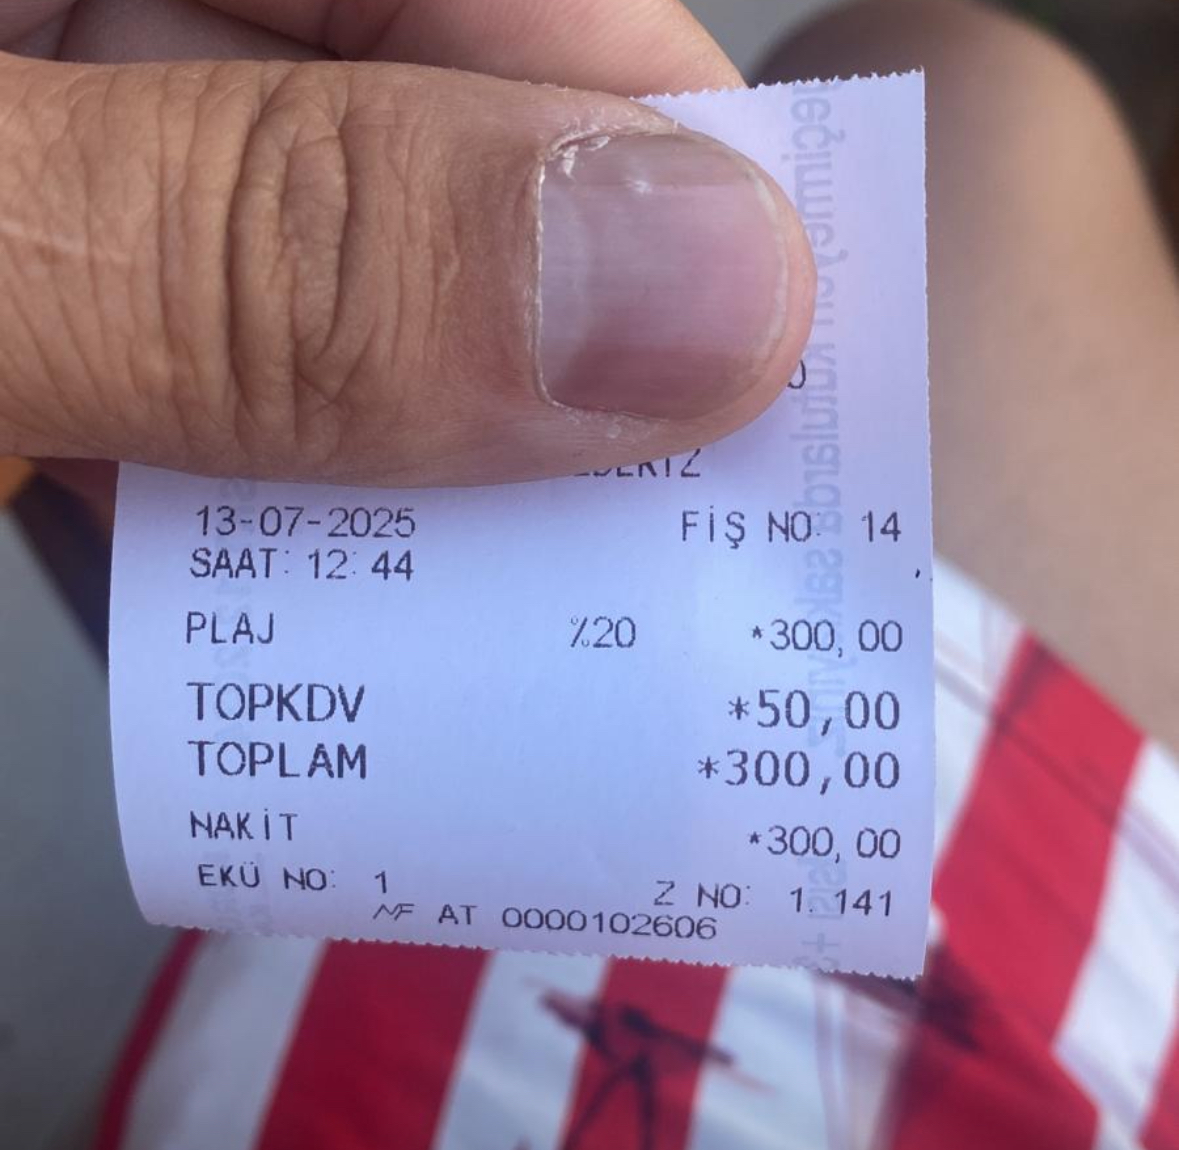 13-07-2025 FİŞ NO: 14
SAAT: 12:44
PLAJ %20 *300,00
TOPKDV *50,00
TOPLAM *300,00
NAKİT *300,00
EKÜ NO: 1 Z NO: 1.141
MF AT 0000102606